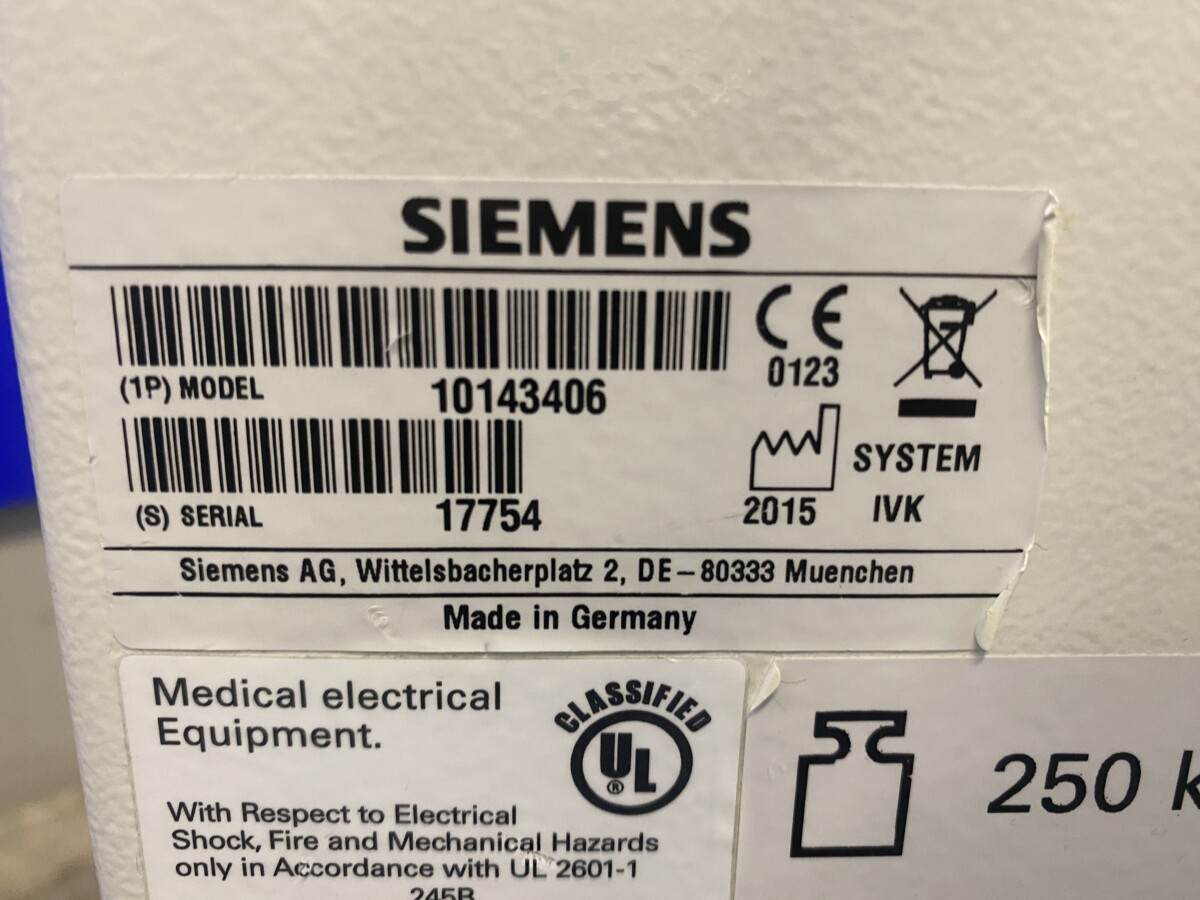 SIEMENS
(1P) MODEL 10143406
CE
0123
(S) SERIAL 17754
2015
SYSTEM
IVK
Siemens AG, Wittelsbacherplatz 2, DE-80333 Muenchen
Made in Germany
Medical electrical
Equipment.
CLASSIFIED
UL
®
With Respect to Electrical
Shock, Fire and Mechanical Hazards
only in Accordance with UL 2601-1
245B
250 k